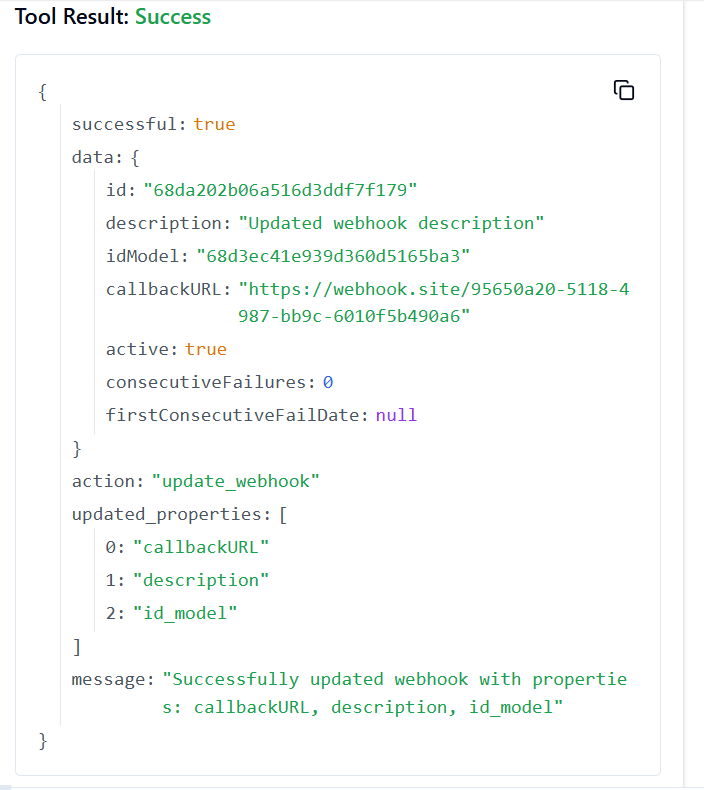 Tool Result: Success
{
successful: true
data: {
id: "68da202b06a516d3ddf7f179"
description: "Updated webhook description"
idModel: "68d3ec41e939d360d5165ba3"
callbackURL: "https://webhook.site/95650a20-5118-4
987-bb9c-6010f5b490a6"
active: true
consecutiveFailures: 0
firstConsecutiveFailDate: null
}
action: "update_webhook"
updated_properties: [
0: "callbackURL"
1: "description"
2: "id_model"
]
message: "Successfully updated webhook with propertie
s: callbackURL, description, id_model"
}